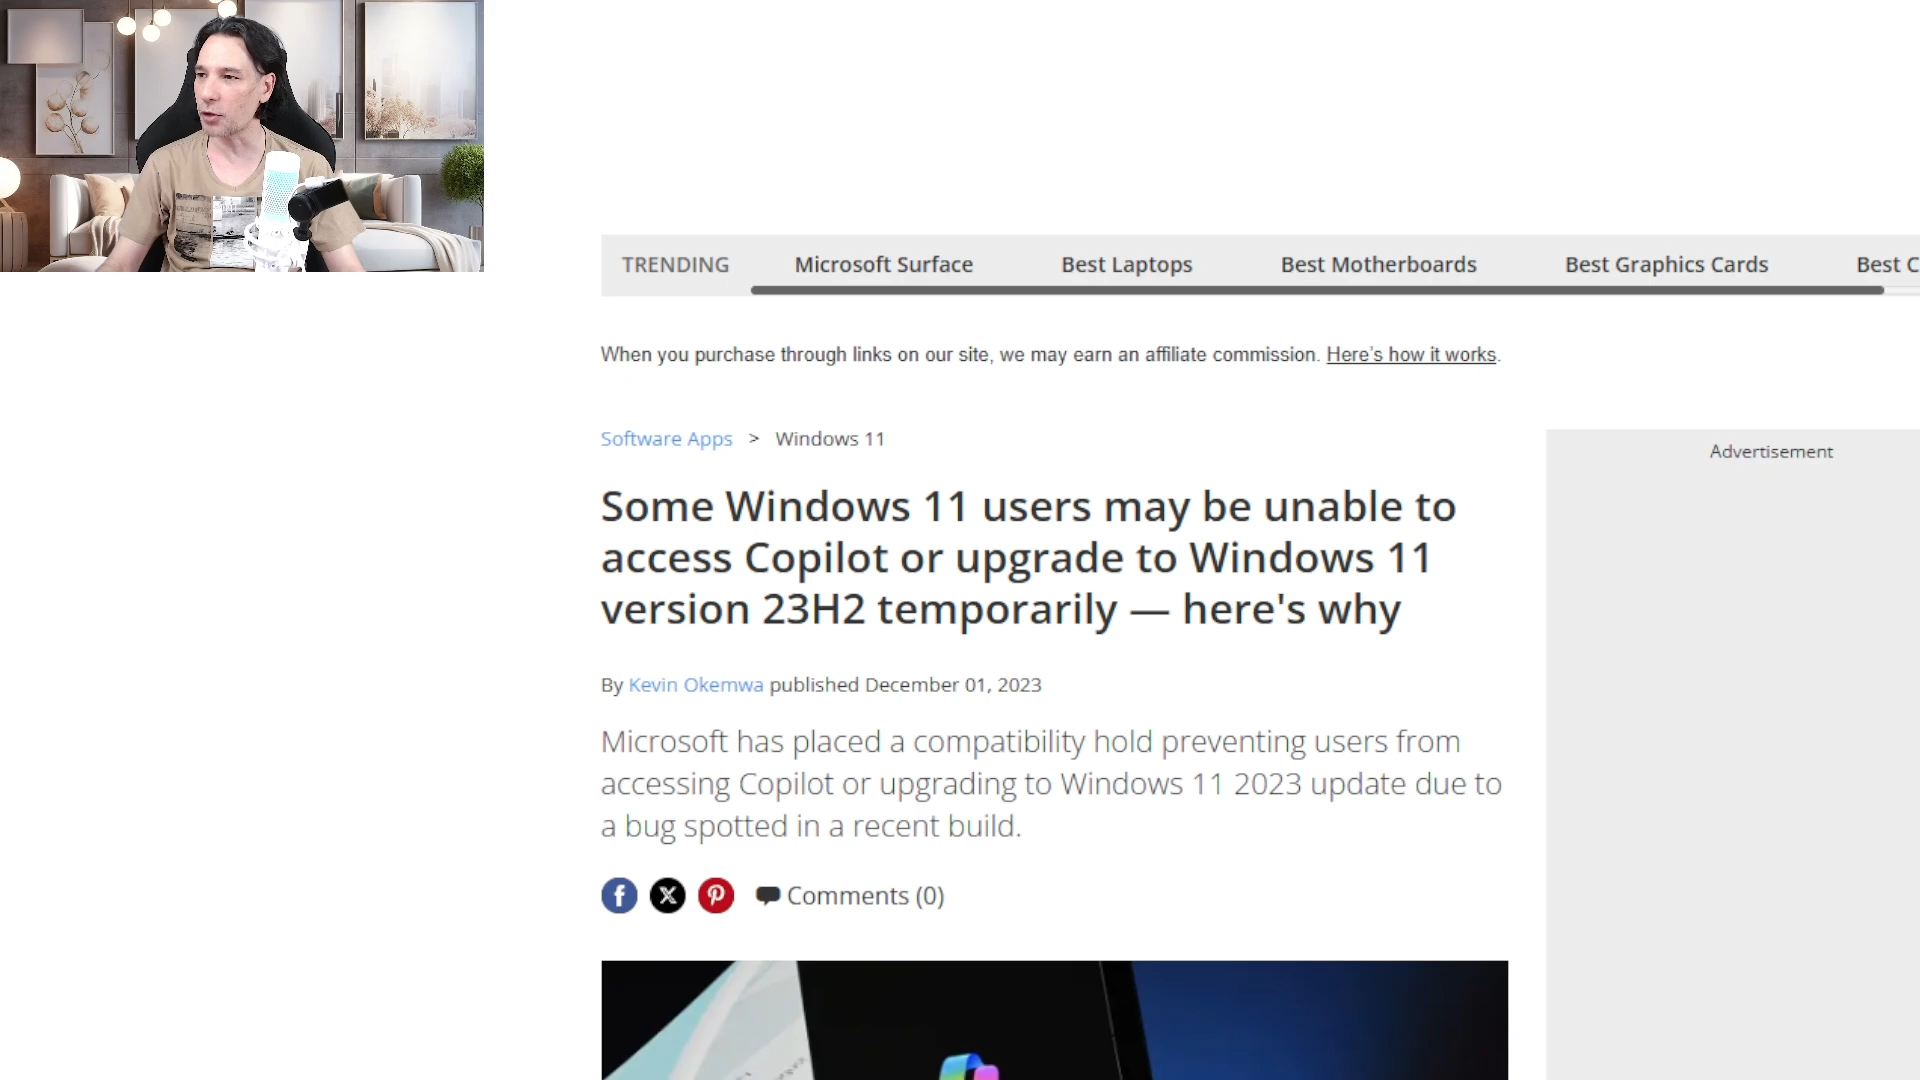 TRENDING Microsoft Surface Best Laptops Best Motherboards Best Graphics Cards Best
When you purchase through links on our site, we may earn an affiliate commission. Here's how it works.
Software Apps > Windows 11
Advertisement
Some Windows 11 users may be unable to
access Copilot or upgrade to Windows 11
version 23H2 temporarily — here's why
By Kevin Okemwa published December 01, 2023
Microsoft has placed a compatibility hold preventing users from
accessing Copilot or upgrading to Windows 11 2023 update due to
a bug spotted in a recent build.
Comments (0)